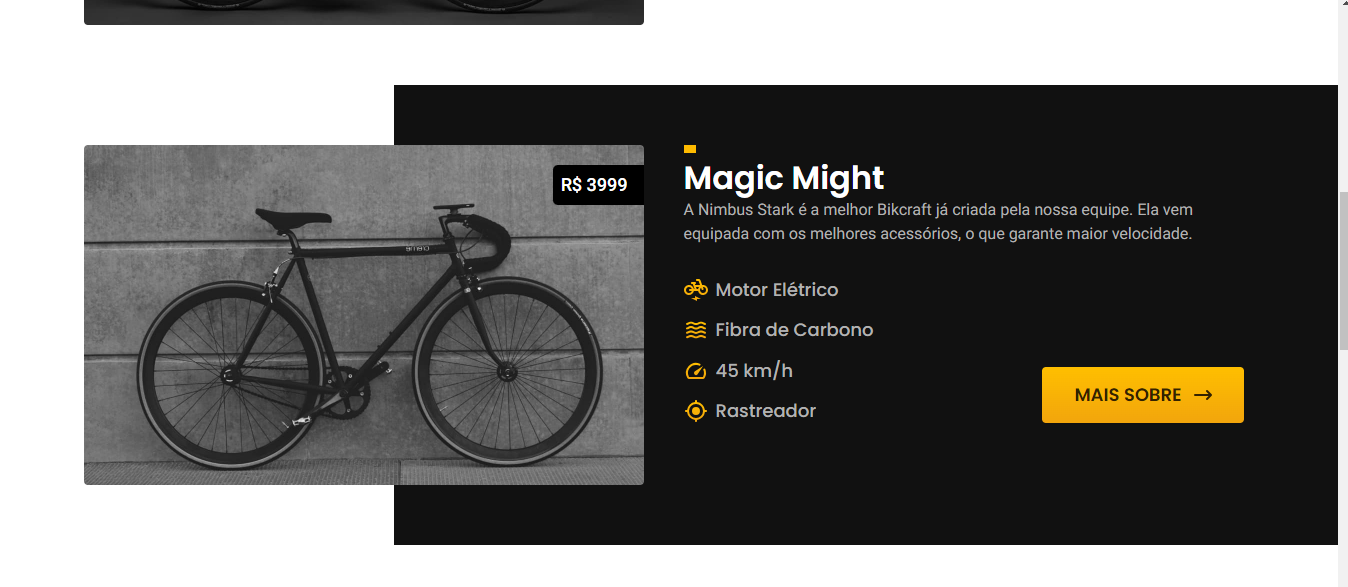 R$ 3999
Magic Might
A Nimbus Stark é a melhor Bikcraft já criada pela nossa equipe. Ela vem
equipada com os melhores acessórios, o que garante maior velocidade.
Motor Elétrico
Fibra de Carbono
45 km/h
Rastreador
MAIS SOBRE →